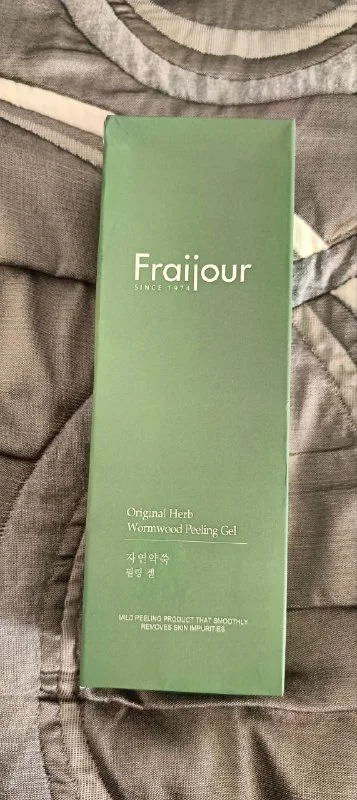 Fraijour
SINCE 1974
Original Herb
Wormwood Peeling Gel
자연약쑥
필링 젤
MILD PEELING PRODUCT THAT SMOOTHLY
REMOVES SKIN IMPURITIES